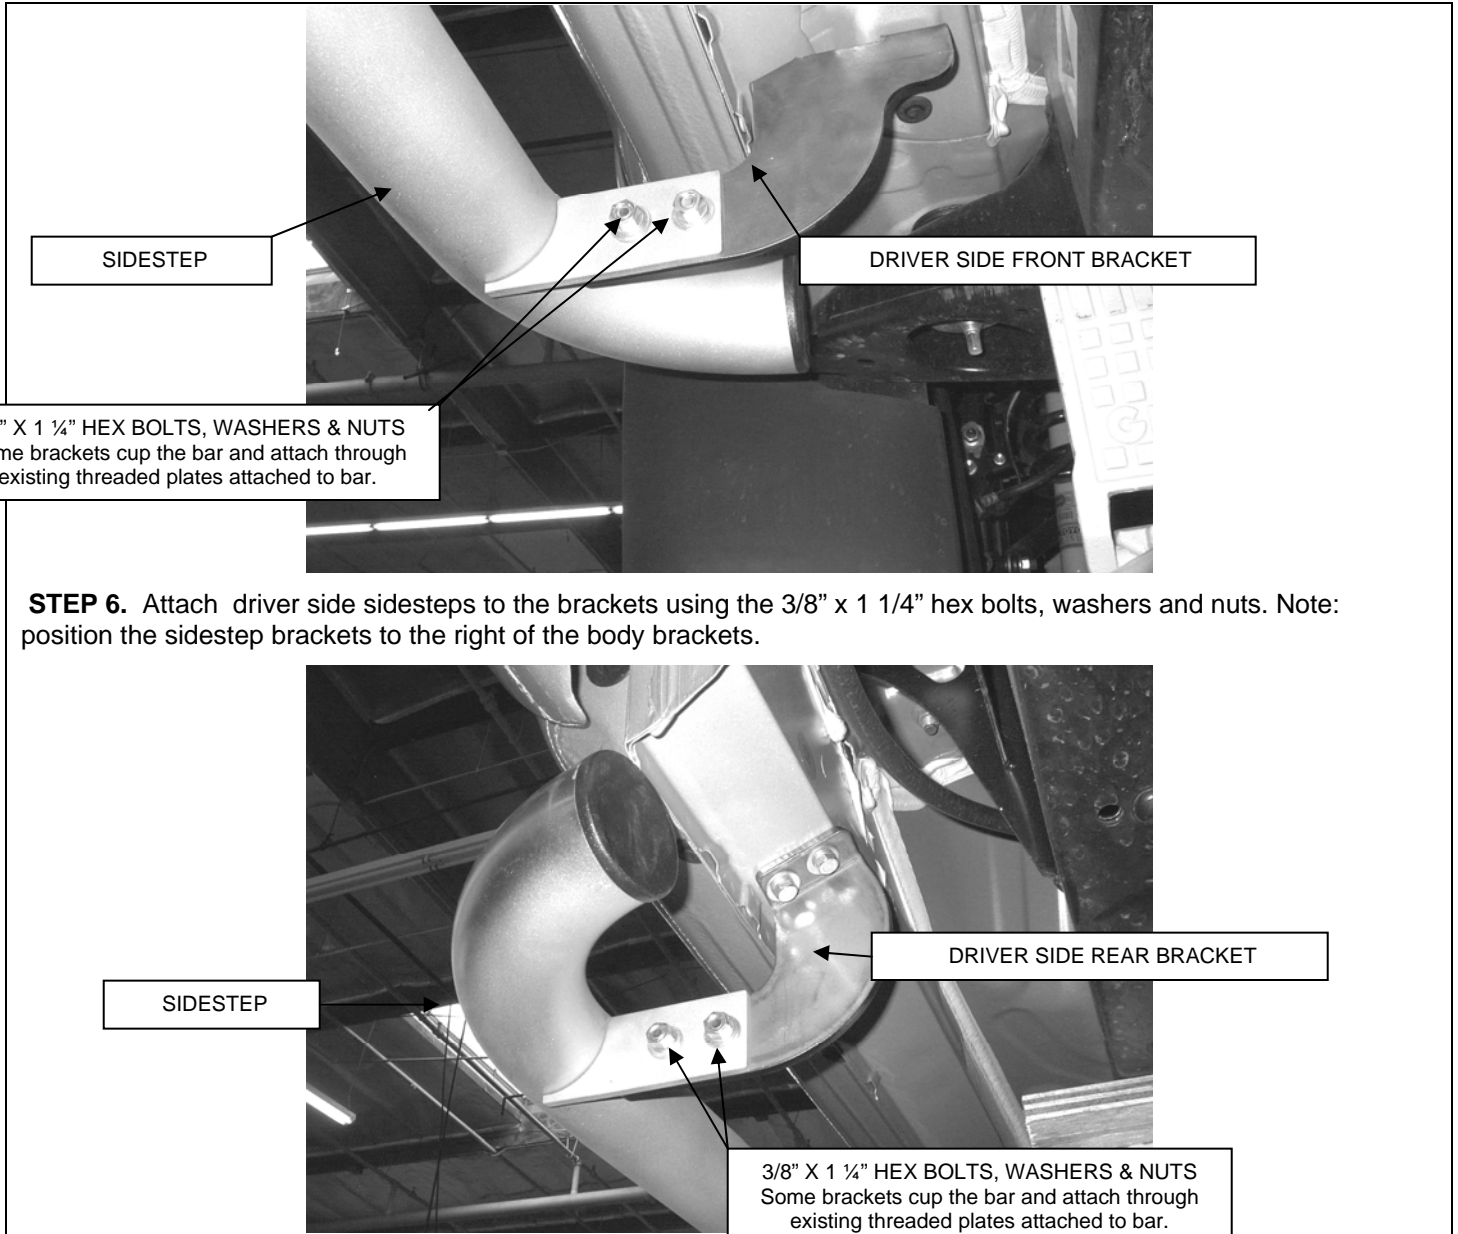 SIDESTEP
DRIVER SIDE FRONT BRACKET
” X 1 ¼” HEX BOLTS, WASHERS & NUTS
me brackets cup the bar and attach through
existing threaded plates attached to bar.
STEP 6. Attach driver side sidesteps to the brackets using the 3/8” x 1 1/4” hex bolts, washers and nuts. Note:
position the sidestep brackets to the right of the body brackets.
DRIVER SIDE REAR BRACKET
SIDESTEP
3/8” X 1 ¼” HEX BOLTS, WASHERS & NUTS
Some brackets cup the bar and attach through
existing threaded plates attached to bar.